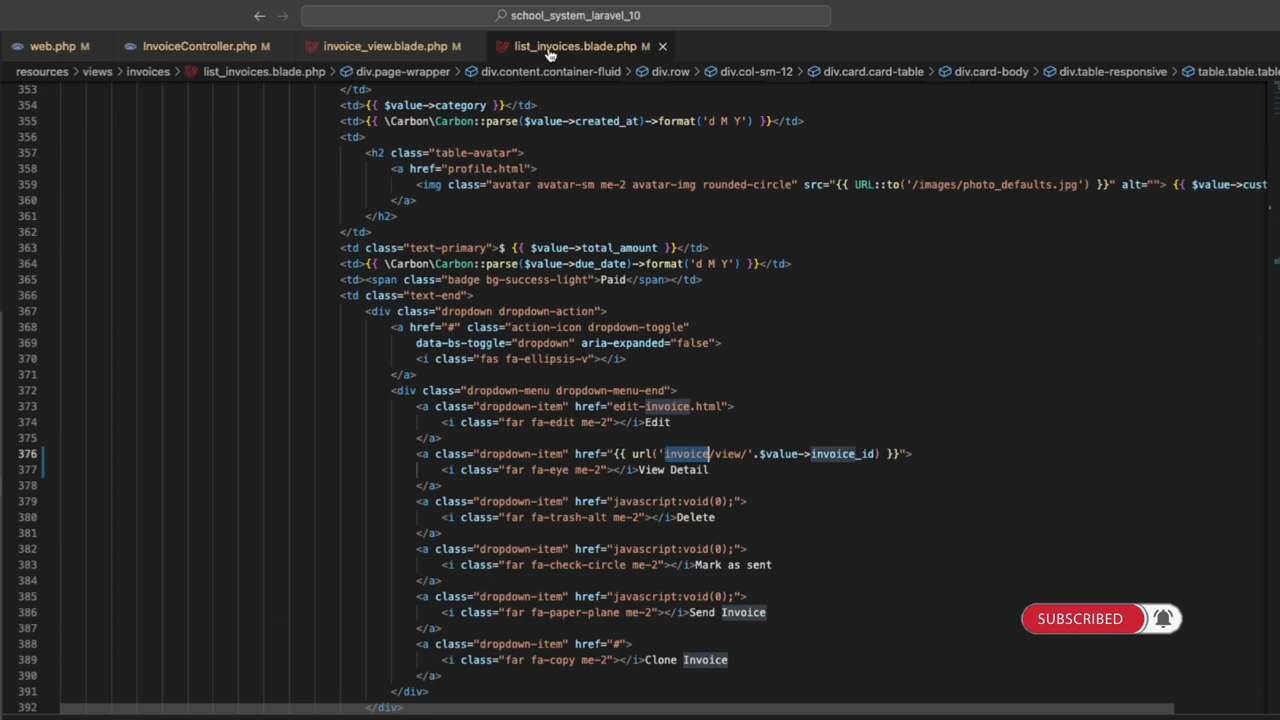 school_system_laravel_10
web.php M InvoiceController.php M invoice_view.blade.php M list_invoices.blade.php M
resources > views > invoices > list_invoices.blade.php > div.page-wrapper > div.content.container-fluid > div.row > div.col-sm-12 > div.card.card-table > div.card-body > div.table-responsive > table.table.tabl
353 </td>
354 <td>{{ $value->category }}</td>
355 <td>{{ \Carbon\Carbon::parse($value->created_at)->format('d M Y') }}</td>
356 <td>
357 <h2 class="table-avatar">
358 <a href="profile.html">
359 <img class="avatar avatar-sm me-2 avatar-img rounded-circle" src="{{ URL::to('/images/photo_defaults.jpg') }}" alt=""> {{ $value->cust
360 </a>
361 </h2>
362 </td>
363 <td class="text-primary">$ {{ $value->total_amount }}</td>
364 <td>{{ \Carbon\Carbon::parse($value->due_date)->format('d M Y') }}</td>
365 <td><span class="badge bg-success-light">Paid</span></td>
366 <td class="text-end">
367 <div class="dropdown dropdown-action">
368 <a href="#" class="action-icon dropdown-toggle"
369 data-bs-toggle="dropdown" aria-expanded="false">
370 <i class="fas fa-ellipsis-v"></i>
371 </a>
372 <div class="dropdown-menu dropdown-menu-end">
373 <a class="dropdown-item" href="edit-invoice.html">
374 <i class="far fa-edit me-2"></i>Edit
375 </a>
376 <a class="dropdown-item" href="{{ url('invoice/view/'.$value->invoice_id) }}">
377 <i class="far fa-eye me-2"></i>View Detail
378 </a>
379 <a class="dropdown-item" href="javascript:void(0);">
380 <i class="far fa-trash-alt me-2"></i>Delete
381 </a>
382 <a class="dropdown-item" href="javascript:void(0);">
383 <i class="far fa-check-circle me-2"></i>Mark as sent
384 </a>
385 <a class="dropdown-item" href="javascript:void(0);">
386 <i class="far fa-paper-plane me-2"></i>Send Invoice
387 </a>
388 <a class="dropdown-item" href="#">
389 <i class="far fa-copy me-2"></i>Clone Invoice
390 </a>
391 </div>
392 </div>
SUBSCRIBED